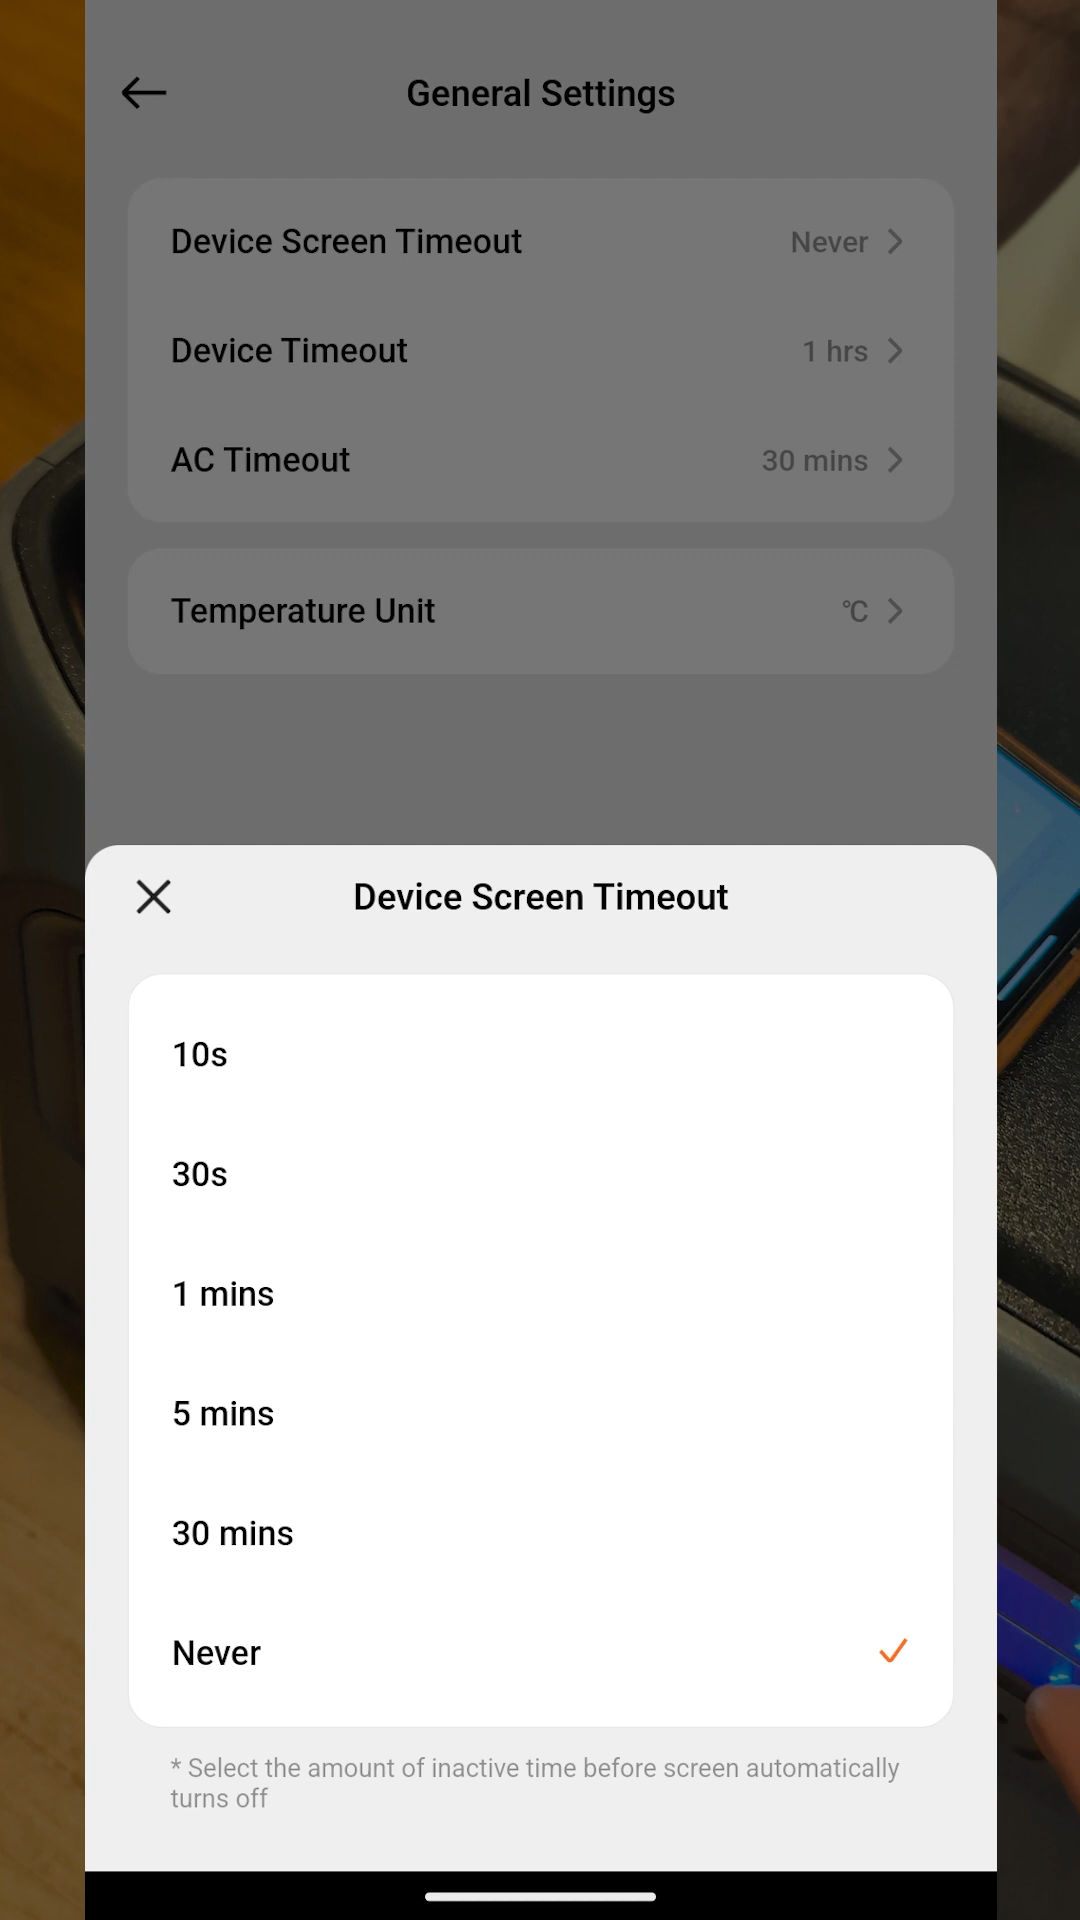 General Settings
Device Screen Timeout Never
Device Timeout 1 hrs
AC Timeout 30 mins
Temperature Unit °C
Device Screen Timeout
10s
30s
1 mins
5 mins
30 mins
Never
* Select the amount of inactive time before screen automatically
turns off